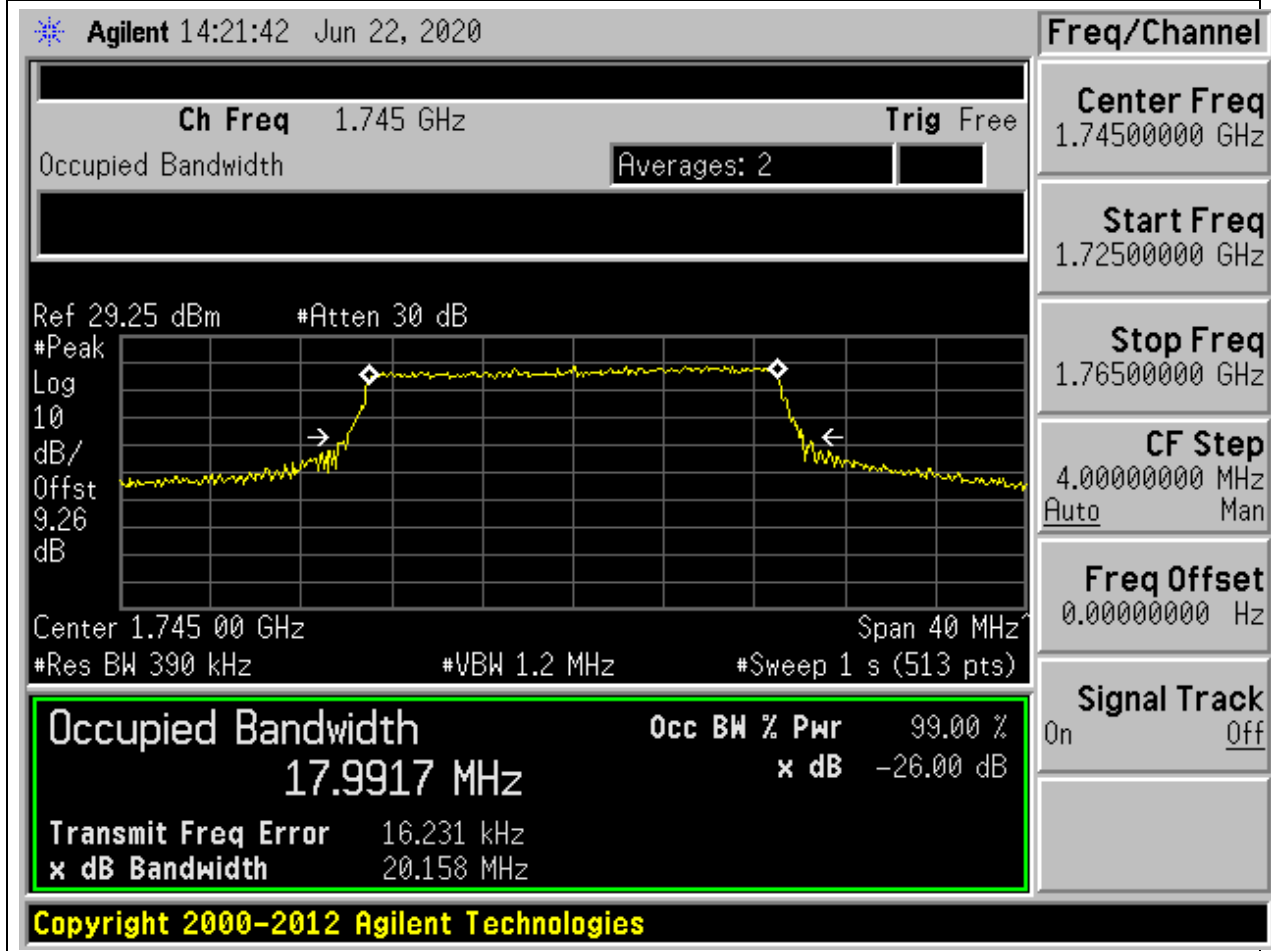 Agilent 14:21:42 Jun 22, 2020
Freq/Channel
Ch Freq 1.745 GHz Trig Free
Occupied Bandwidth Averages: 2
Ref 29.25 dBm #Atten 30 dB
#Peak
Log
10
dB/
Offst
9.26
dB
Center 1.745 00 GHz Span 40 MHz^
#Res BW 390 kHz #VBW 1.2 MHz #Sweep 1 s (513 pts)
Occupied Bandwidth
17.9917 MHz
Occ BW % Pwr 99.00 %
x dB -26.00 dB
Transmit Freq Error 16.231 kHz
x dB Bandwidth 20.158 MHz
Center Freq
1.74500000 GHz
Start Freq
1.72500000 GHz
Stop Freq
1.76500000 GHz
CF Step
4.00000000 MHz
Auto Man
Freq Offset
0.00000000 Hz
Signal Track
On Off
Copyright 2000-2012 Agilent Technologies